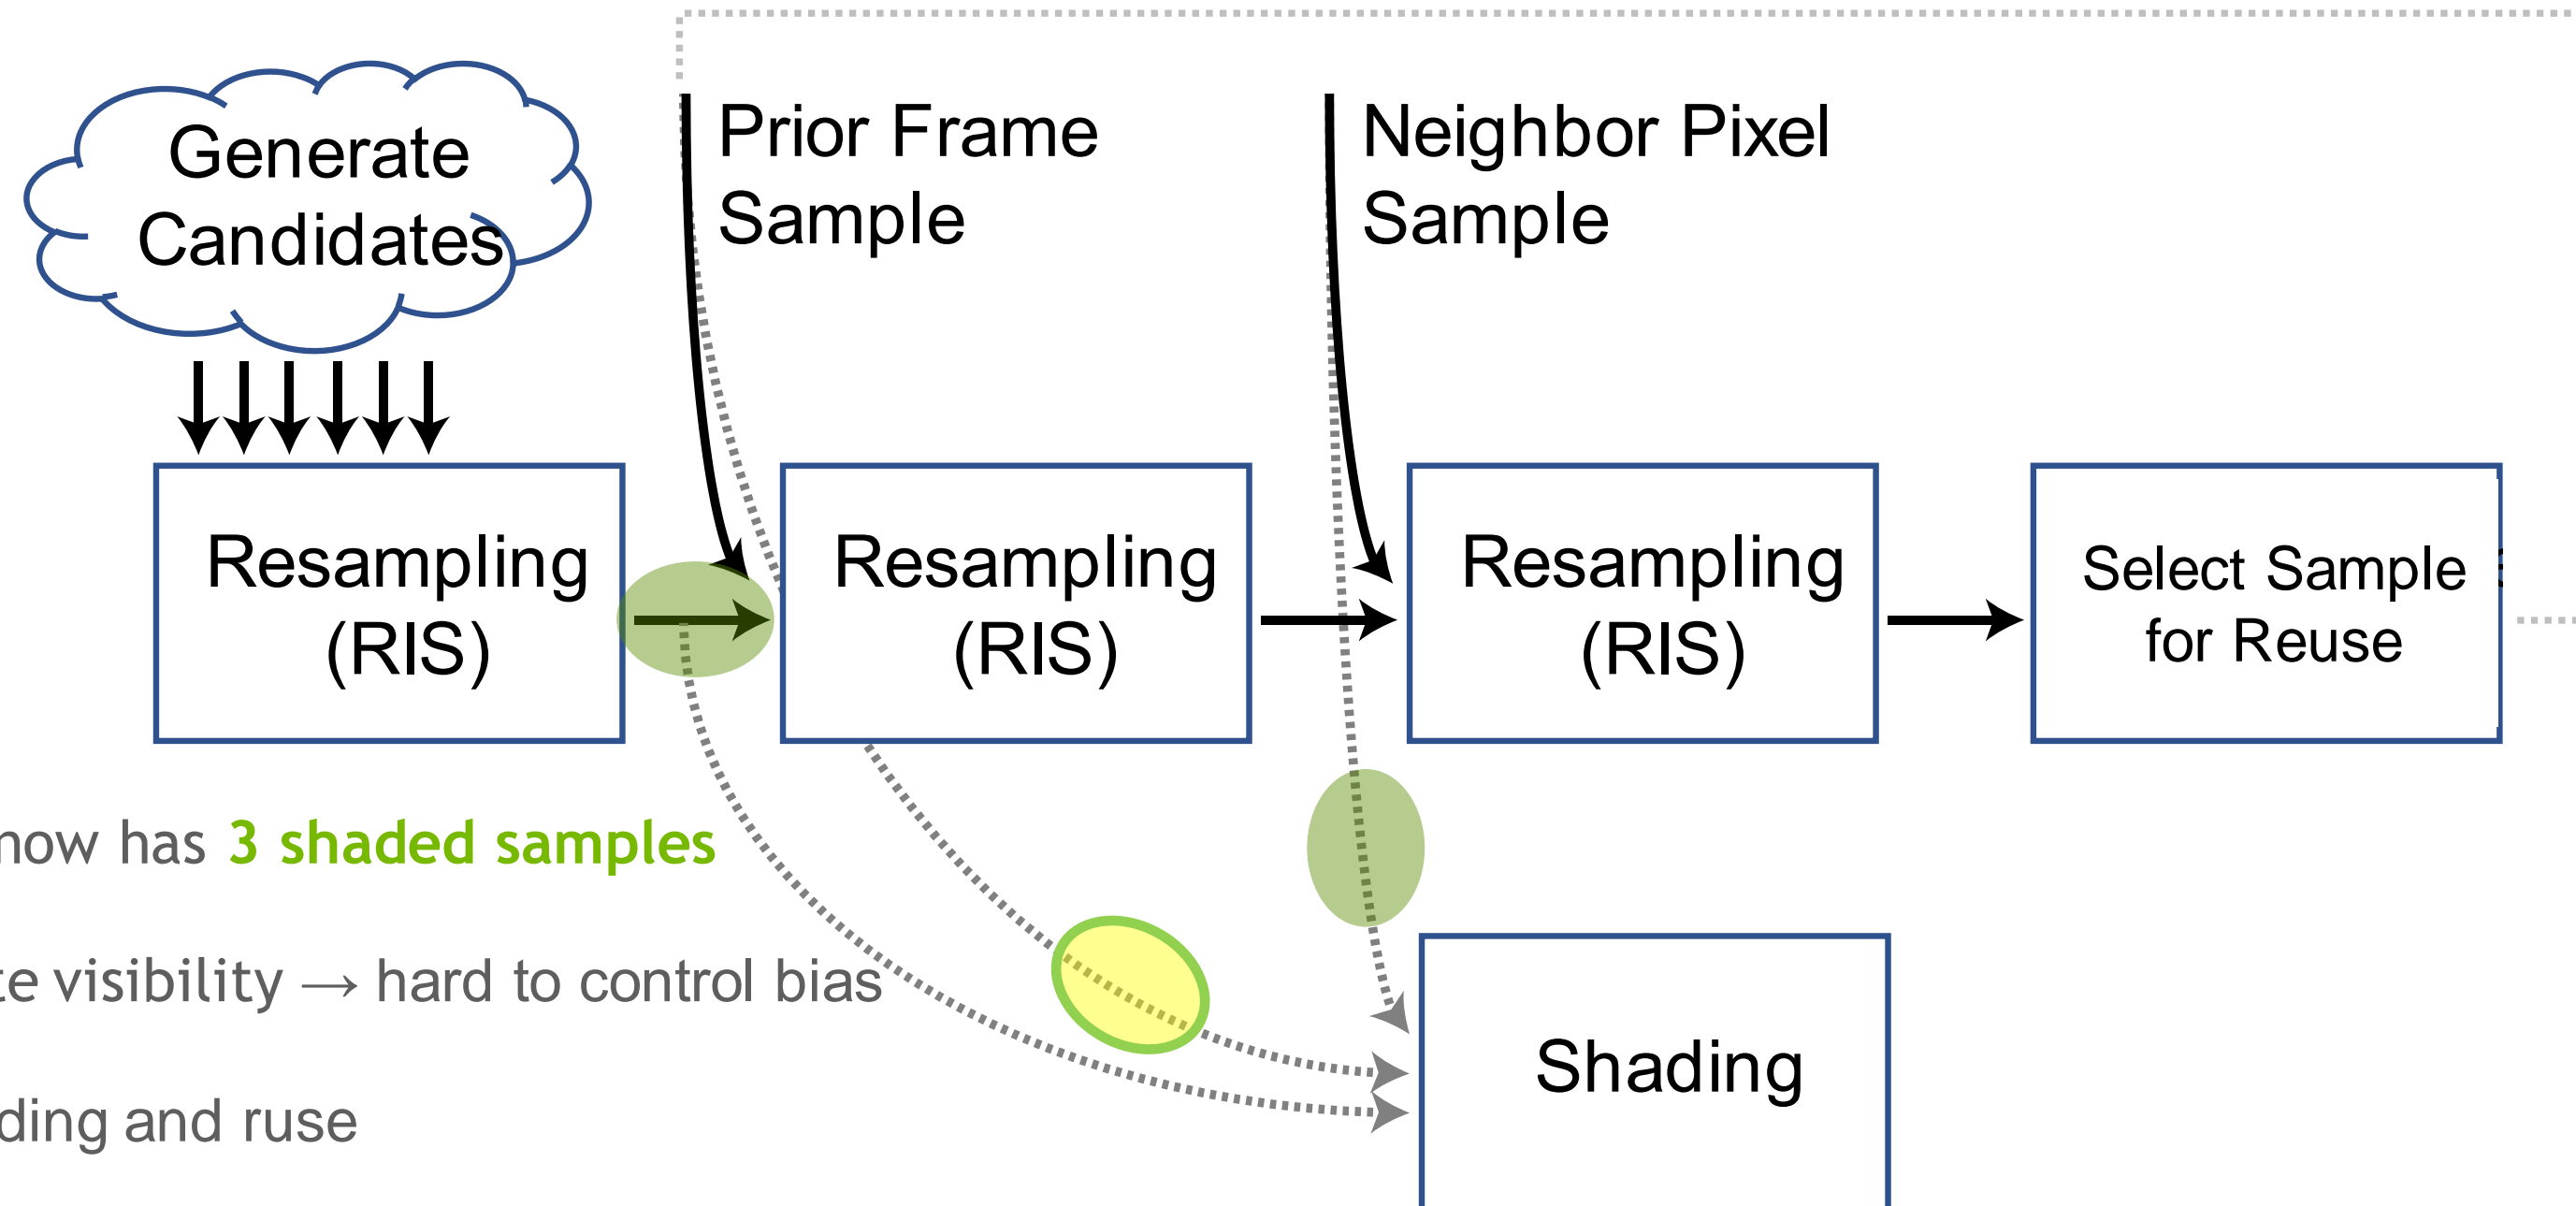 Generate
Candidates
Prior Frame
Sample
Neighbor Pixel
Sample
Resampling
(RIS)
Resampling
(RIS)
Resampling
(RIS)
Select Sample
for Reuse
now has 3 shaded samples
visibility → hard to control bias
and ruse
Shading